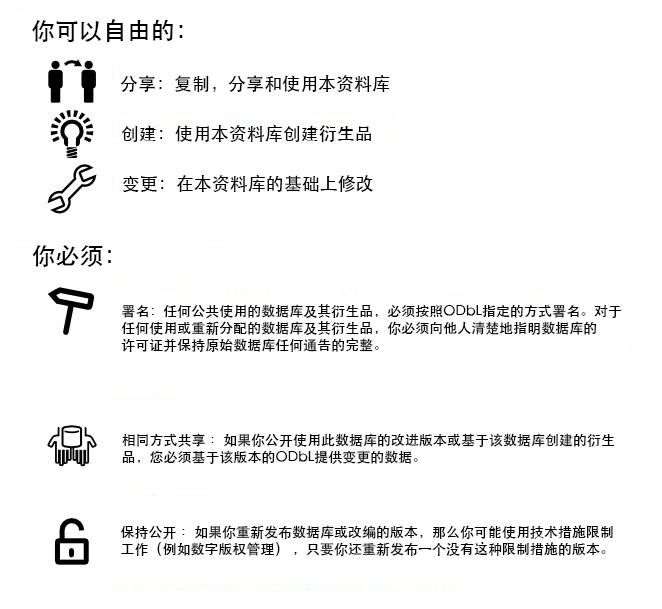 你可以自由的：
分享：复制，分享和使用本资料库
创建：使用本资料库创建衍生品
变更：在本资料库的基础上修改
你必须：
署名：任何公共使用的数据库及其衍生品，必须按照ODbL指定的方式署名。对于
任何使用或重新分配的数据库及其衍生品，你必须向他人清楚地指明数据库的
许可证并保持原始数据库任何通告的完整。
相同方式共享 ：如果你公开使用此数据库的改进版本或基于该数据库创建的衍生
品，您必须基于该版本的ODbL提供变更的数据。
保持公开 ：如果你重新发布数据库或改编的版本，那么你可能使用技术措施限制
工作（例如数字版权管理），只要你还重新发布一个没有这种限制措施的版本。